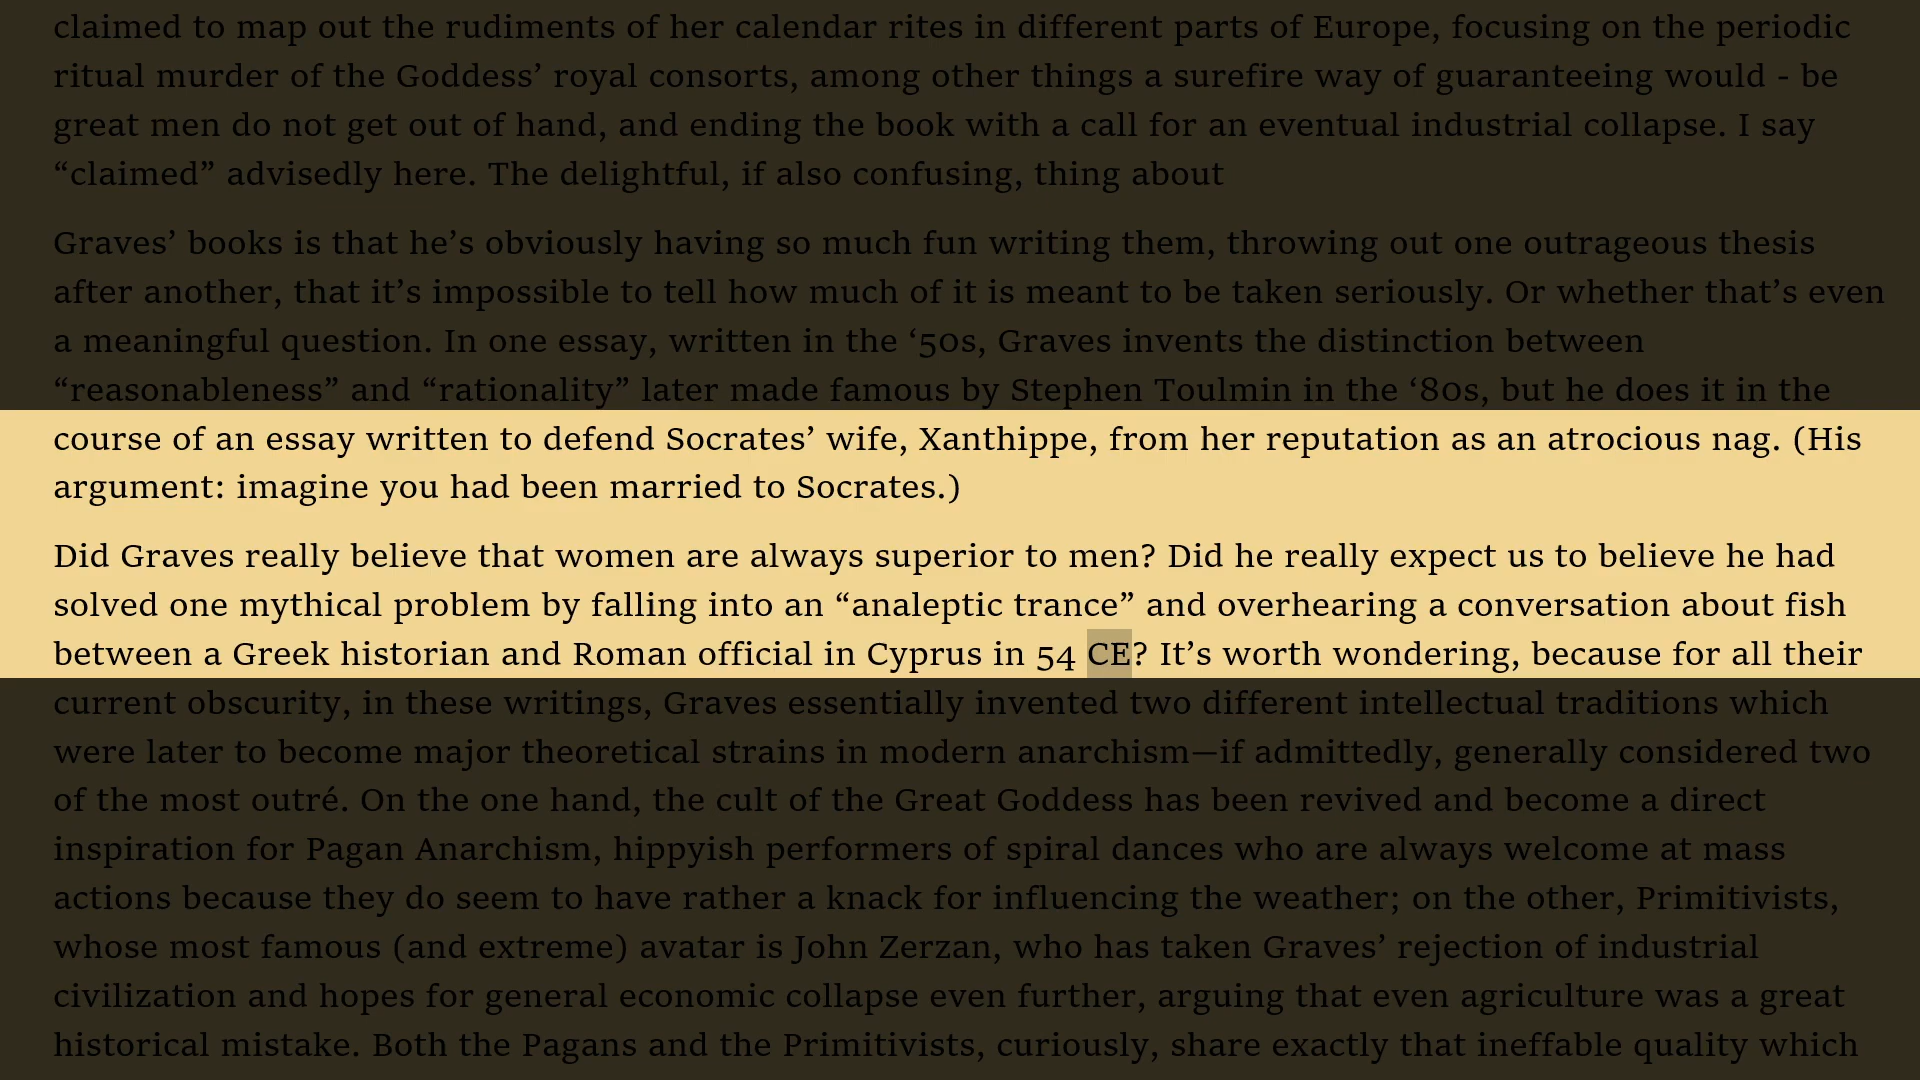 claimed to map out the rudiments of her calendar rites in different parts of Europe, focusing on the periodic
ritual murder of the Goddess’ royal consorts, among other things a surefire way of guaranteeing would - be
great men do not get out of hand, and ending the book with a call for an eventual industrial collapse. I say
“claimed” advisedly here. The delightful, if also confusing, thing about
Graves’ books is that he’s obviously having so much fun writing them, throwing out one outrageous thesis
after another, that it’s impossible to tell how much of it is meant to be taken seriously. Or whether that’s even
a meaningful question. In one essay, written in the ‘50s, Graves invents the distinction between
“reasonableness” and “rationality” later made famous by Stephen Toulmin in the ‘80s, but he does it in the
course of an essay written to defend Socrates’ wife, Xanthippe, from her reputation as an atrocious nag. (His
argument: imagine you had been married to Socrates.)
Did Graves really believe that women are always superior to men? Did he really expect us to believe he had
solved one mythical problem by falling into an “analeptic trance” and overhearing a conversation about fish
between a Greek historian and Roman official in Cyprus in 54 CE? It’s worth wondering, because for all their
current obscurity, in these writings, Graves essentially invented two different intellectual traditions which
were later to become major theoretical strains in modern anarchism—if admittedly, generally considered two
of the most outré. On the one hand, the cult of the Great Goddess has been revived and become a direct
inspiration for Pagan Anarchism, hippyish performers of spiral dances who are always welcome at mass
actions because they do seem to have rather a knack for influencing the weather; on the other, Primitivists,
whose most famous (and extreme) avatar is John Zerzan, who has taken Graves’ rejection of industrial
civilization and hopes for general economic collapse even further, arguing that even agriculture was a great
historical mistake. Both the Pagans and the Primitivists, curiously, share exactly that ineffable quality which